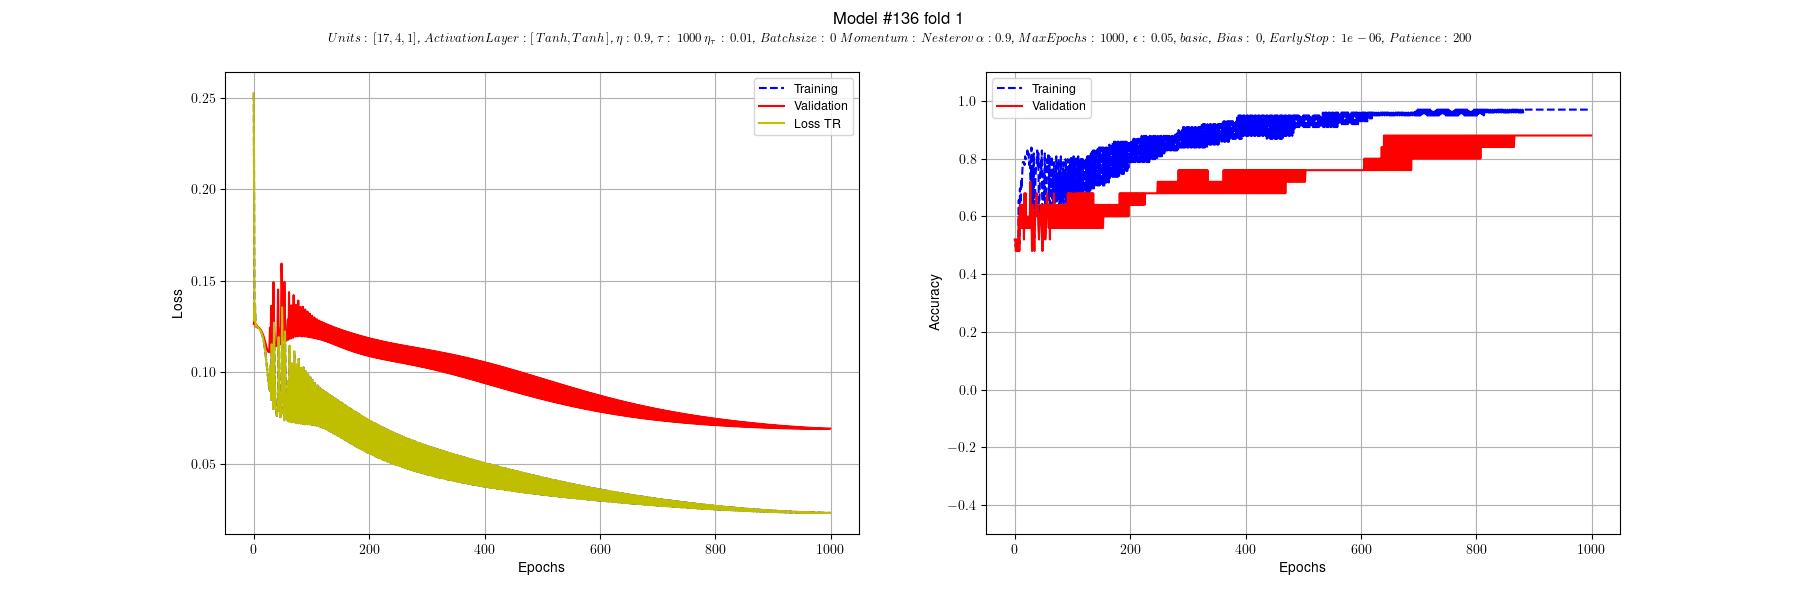 Model #136 fold 1
Units : [17, 4, 1], ActivationLayer : [Tanh, Tanh], η : 0.9, τ : 1000 η_τ : 0.01, Batchsize : 0 Momentum : Nesterov α : 0.9, MaxEpochs : 1000, ϵ : 0.05, basic, Bias : 0, EarlyStop : 1e − 06, Patience : 200
Training
Validation
Loss TR
0.25
0.20
0.15
0.10
0.05
Loss
0 200 400 600 800 1000
Epochs
Training
Validation
1.0
0.8
0.6
0.4
0.2
0.0
−0.2
−0.4
Accuracy
0 200 400 600 800 1000
Epochs